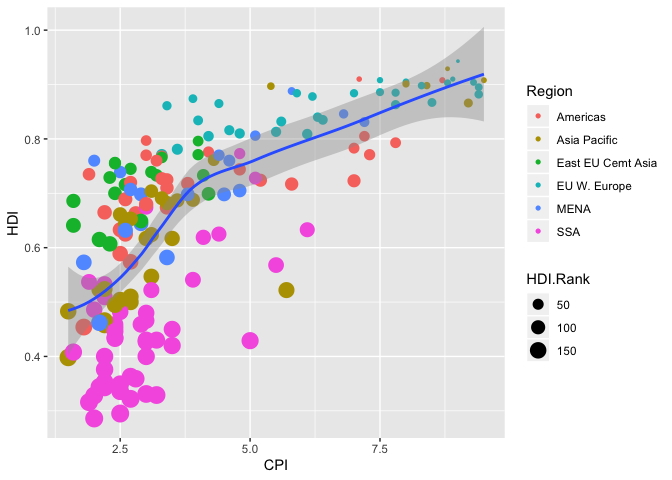 1.0
0.8
0.6
0.4
HDI
2.5
5.0
7.5
CPI
Region
Americas
Asia Pacific
East EU Cemt Asia
EU W. Europe
MENA
SSA
HDI.Rank
50
100
150